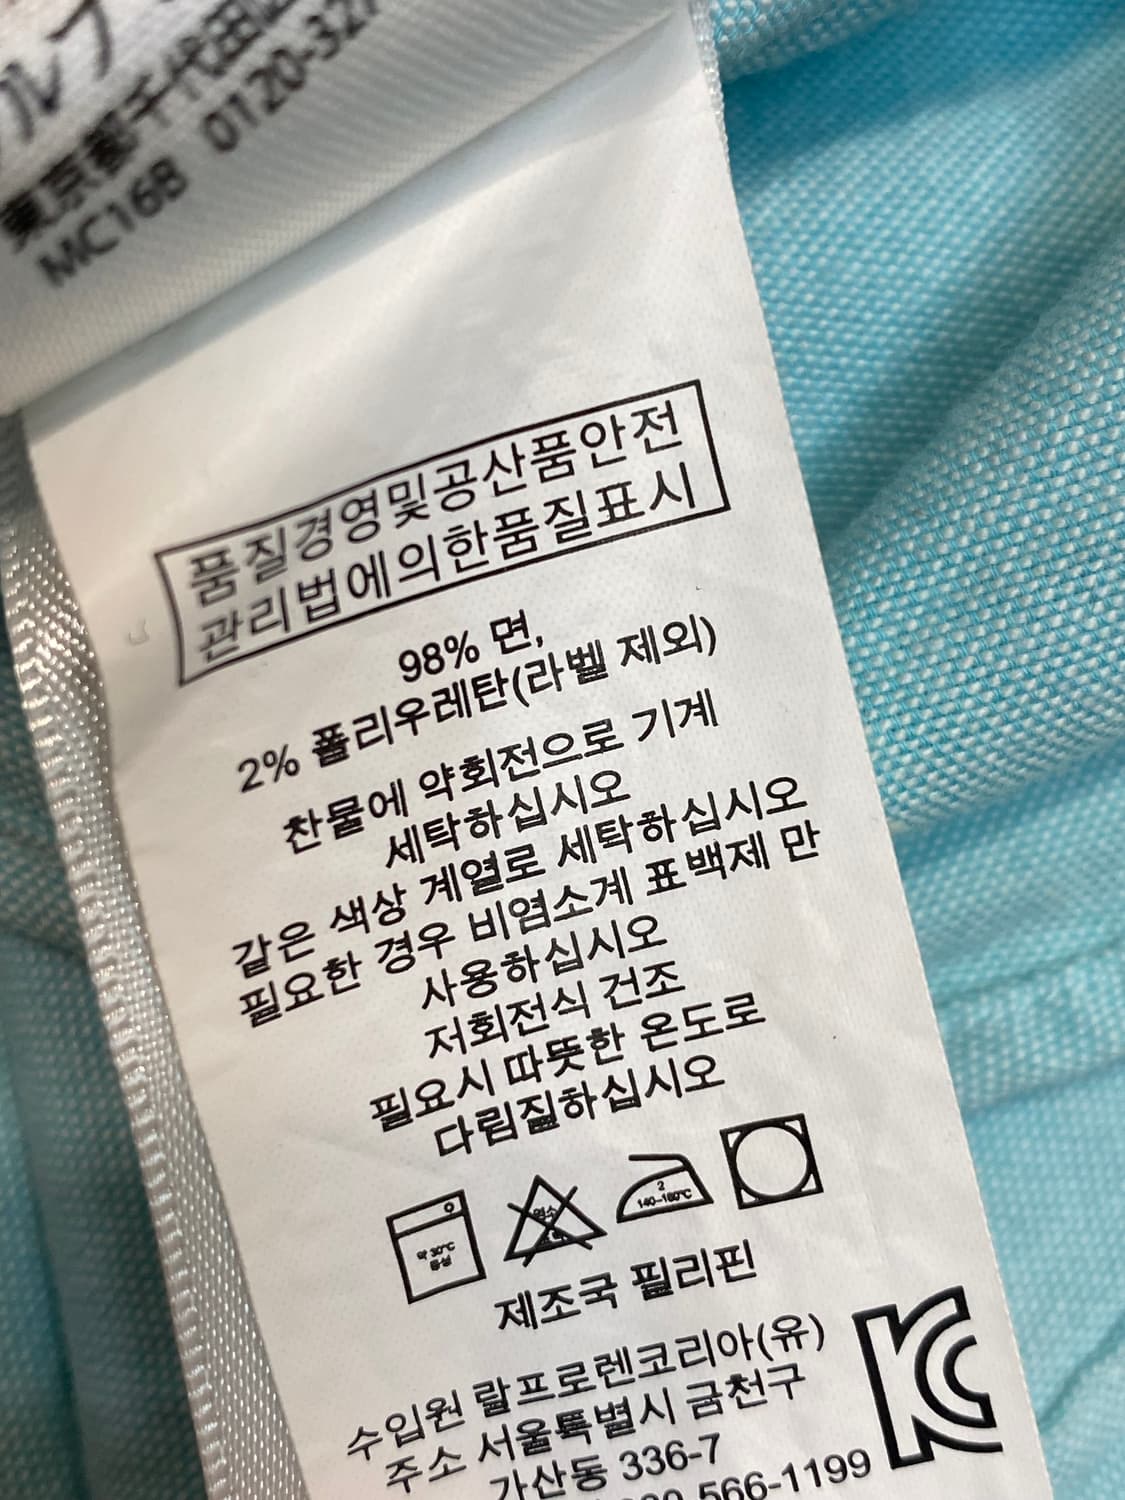 東京都千代田
MC16B 0120-327
품질경영및공산품안전
관리법에의한품질표시
98% 면,
2% 폴리우레탄(라벨 제외)
찬물에 약회전으로 기계
세탁하십시오
같은 색상 계열로 세탁하십시오
필요한 경우 비염소계 표백제 만
사용하십시오
저회전식 건조
필요시 따뜻한 온도로
다림질하십시오
약 30℃
중성
염소
표백
2
140~160℃
제조국 필리핀
수입원 랄프로렌코리아(유)
주소 서울특별시 금천구
가산동 336-7
566-1199